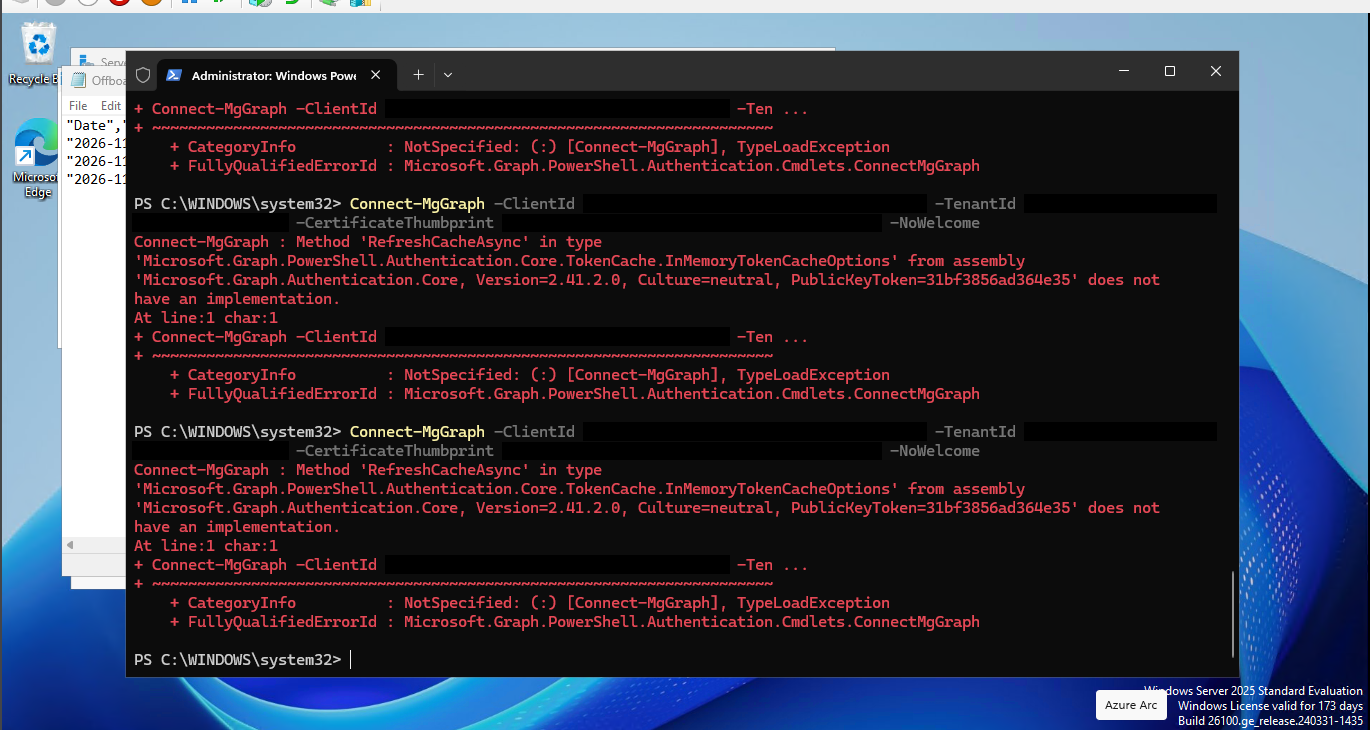 Recycle B
Microsof
Edge
Serve
Offboa
File Edit
"Date","
"2026-11
"2026-11
"2026-11
Administrator: Windows Powe
+ Connect-MgGraph -ClientId -Ten ...
+ ~~~~~~~~~~~~~~~~~~~~~~~~~~~~~~~~~~~~~~~~~~~~~~~~~~~~~~~~~~~~~~~~~~~~~
+ CategoryInfo : NotSpecified: (:) [Connect-MgGraph], TypeLoadException
+ FullyQualifiedErrorId : Microsoft.Graph.PowerShell.Authentication.Cmdlets.ConnectMgGraph
PS C:\WINDOWS\system32> Connect-MgGraph -ClientId -TenantId
-CertificateThumbprint -NoWelcome
Connect-MgGraph : Method 'RefreshCacheAsync' in type
'Microsoft.Graph.PowerShell.Authentication.Core.TokenCache.InMemoryTokenCacheOptions' from assembly
'Microsoft.Graph.Authentication.Core, Version=2.41.2.0, Culture=neutral, PublicKeyToken=31bf3856ad364e35' does not
have an implementation.
At line:1 char:1
+ Connect-MgGraph -ClientId -Ten ...
+ ~~~~~~~~~~~~~~~~~~~~~~~~~~~~~~~~~~~~~~~~~~~~~~~~~~~~~~~~~~~~~~~~~~~~~
+ CategoryInfo : NotSpecified: (:) [Connect-MgGraph], TypeLoadException
+ FullyQualifiedErrorId : Microsoft.Graph.PowerShell.Authentication.Cmdlets.ConnectMgGraph
PS C:\WINDOWS\system32> Connect-MgGraph -ClientId -TenantId
-CertificateThumbprint -NoWelcome
Connect-MgGraph : Method 'RefreshCacheAsync' in type
'Microsoft.Graph.PowerShell.Authentication.Core.TokenCache.InMemoryTokenCacheOptions' from assembly
'Microsoft.Graph.Authentication.Core, Version=2.41.2.0, Culture=neutral, PublicKeyToken=31bf3856ad364e35' does not
have an implementation.
At line:1 char:1
+ Connect-MgGraph -ClientId -Ten ...
+ ~~~~~~~~~~~~~~~~~~~~~~~~~~~~~~~~~~~~~~~~~~~~~~~~~~~~~~~~~~~~~~~~~~~~~
+ CategoryInfo : NotSpecified: (:) [Connect-MgGraph], TypeLoadException
+ FullyQualifiedErrorId : Microsoft.Graph.PowerShell.Authentication.Cmdlets.ConnectMgGraph
PS C:\WINDOWS\system32>
Windows Server 2025 Standard Evaluation
Azure Arc
Windows License valid for 173 days
Build 26100.ge_release.240331-1435